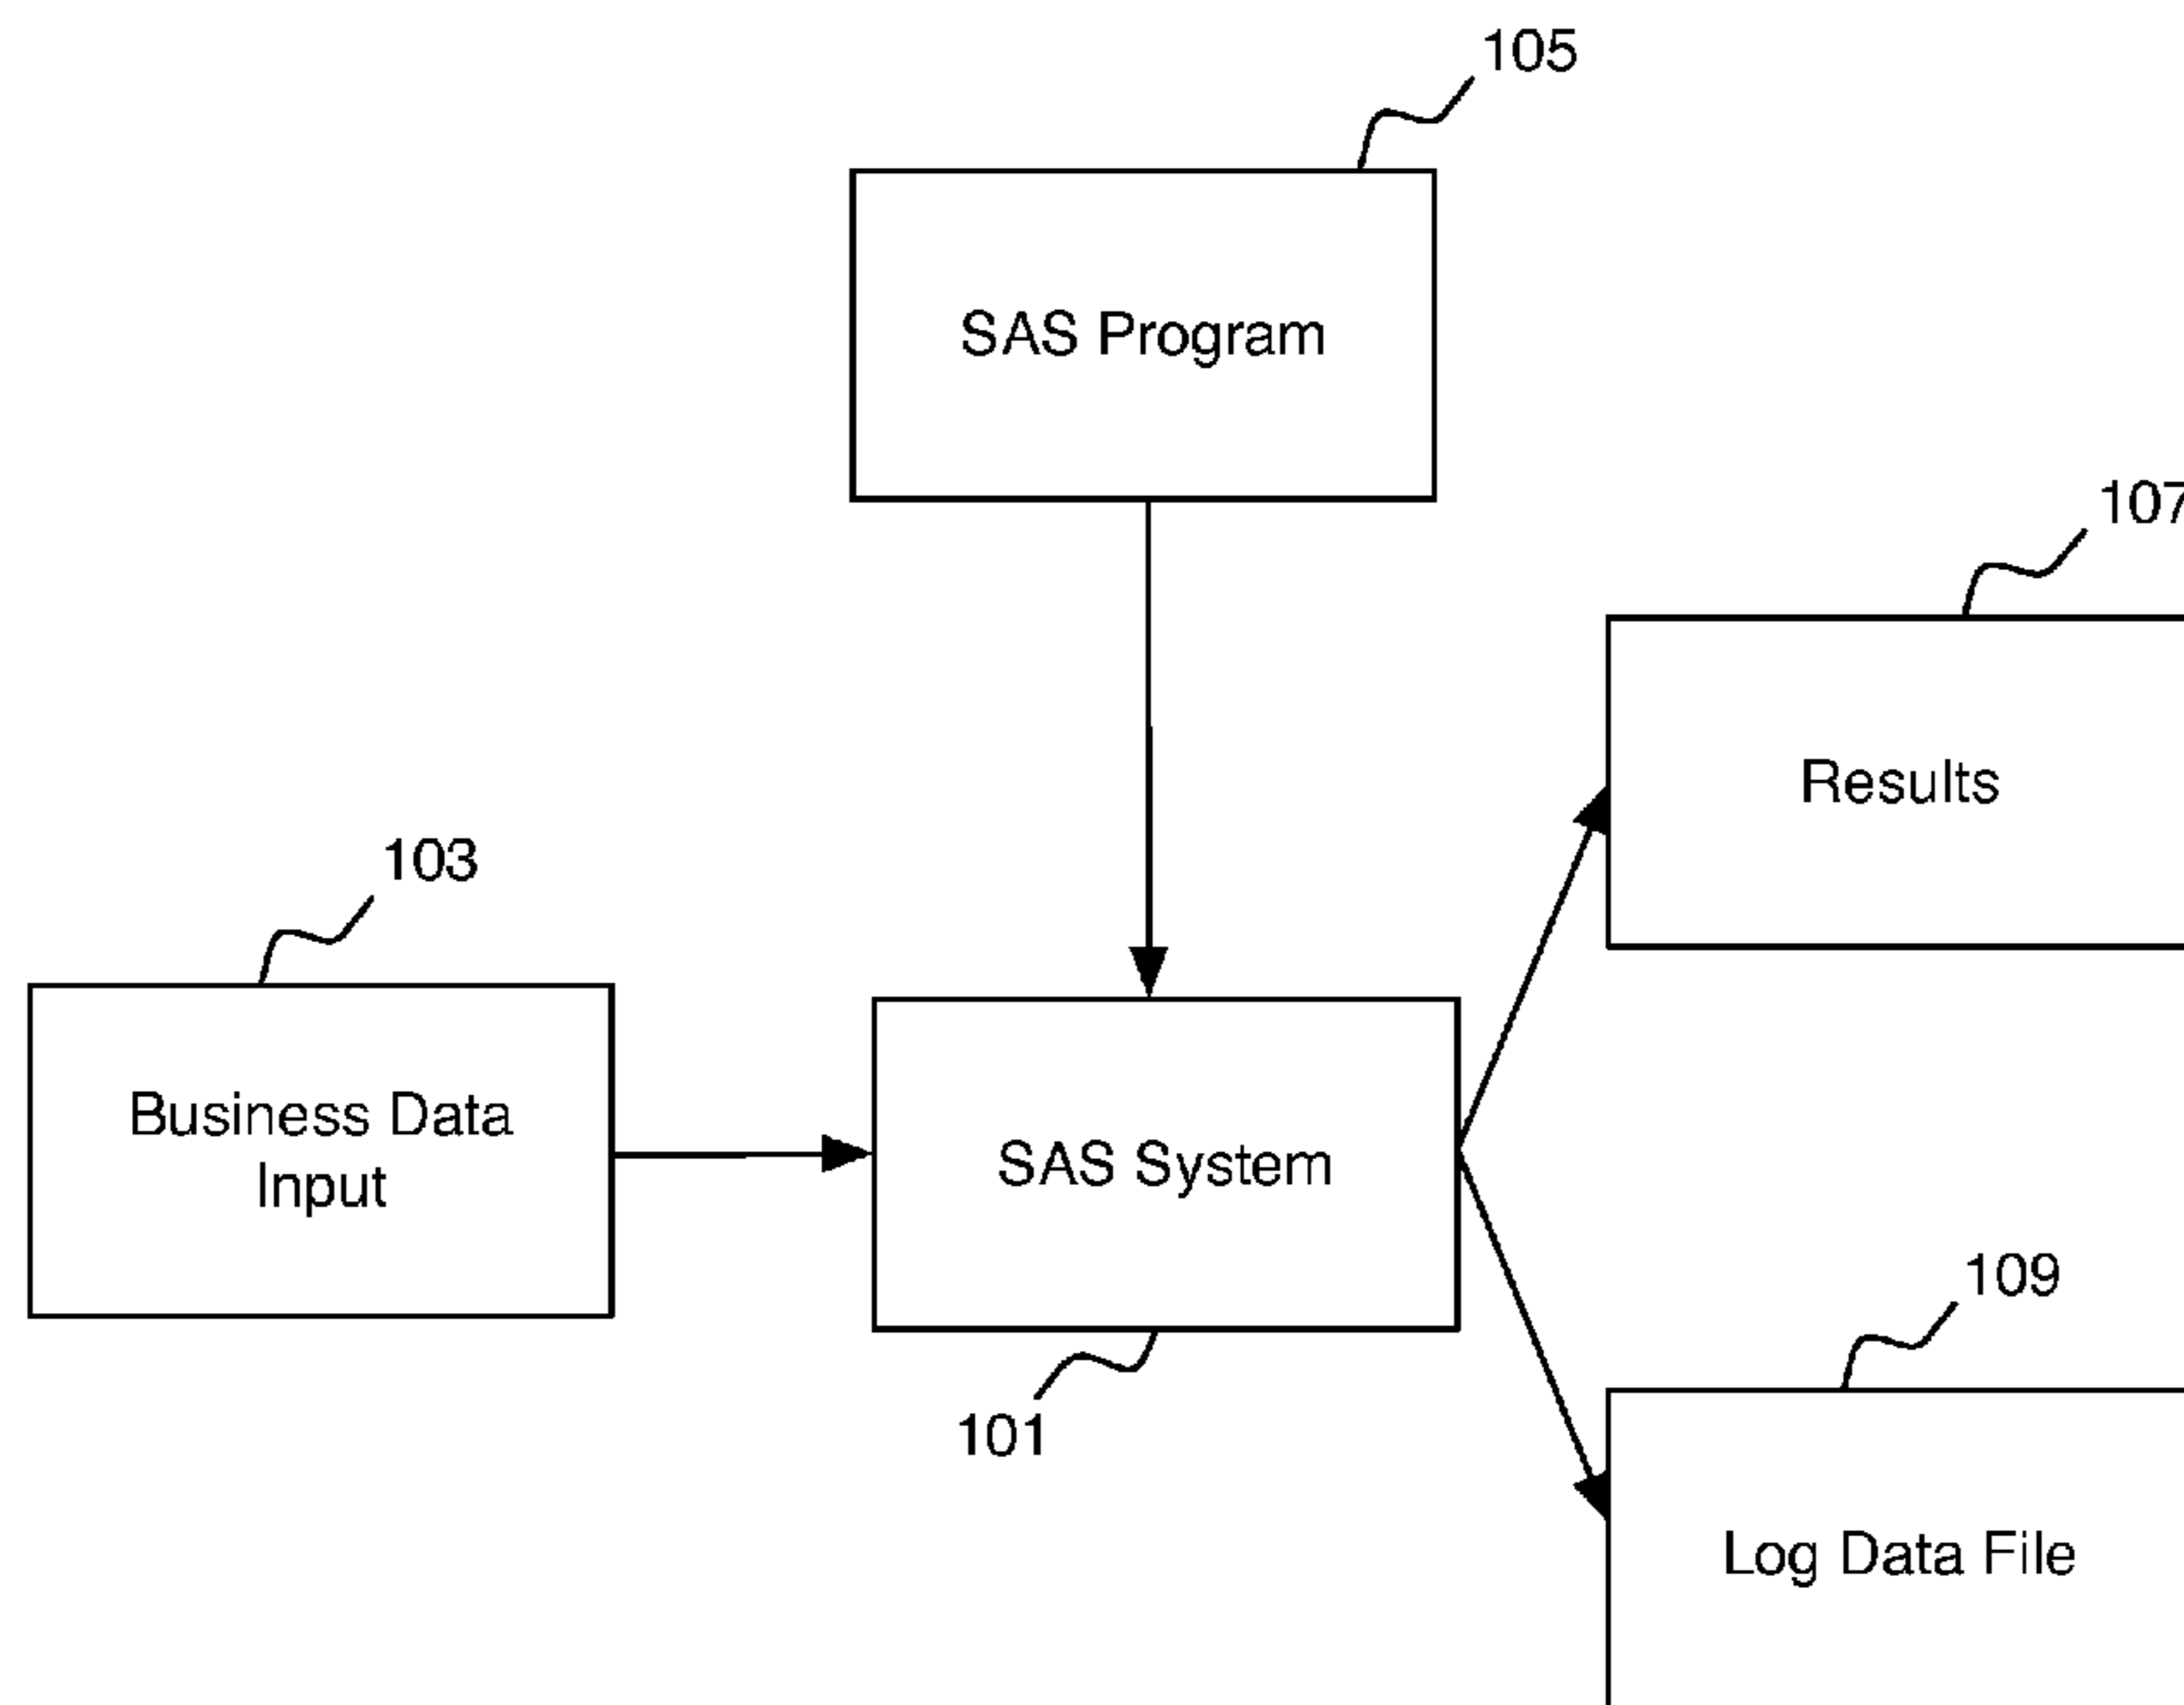 105
SAS Program
107
Results
103
Business Data
Input
SAS System
101
109
Log Data File